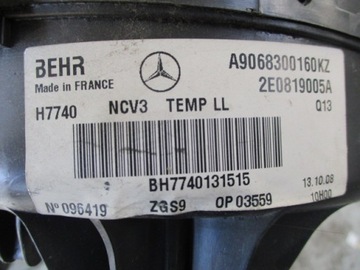 BEHR A9068300160KZ
Made in FRANCE 2E0819005A
H7740 NCV3 TEMP LL Q13
BH7740131515
Nº 096419 ZGS9 OP 03559 13.10.08
10H00